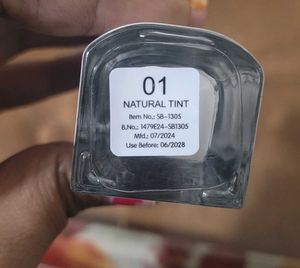 01
NATURAL TINT
Item No.: SB-1305
B.No.: 1479E24-SB1305
Mfd.: 07/2024
Use Before: 06/2028